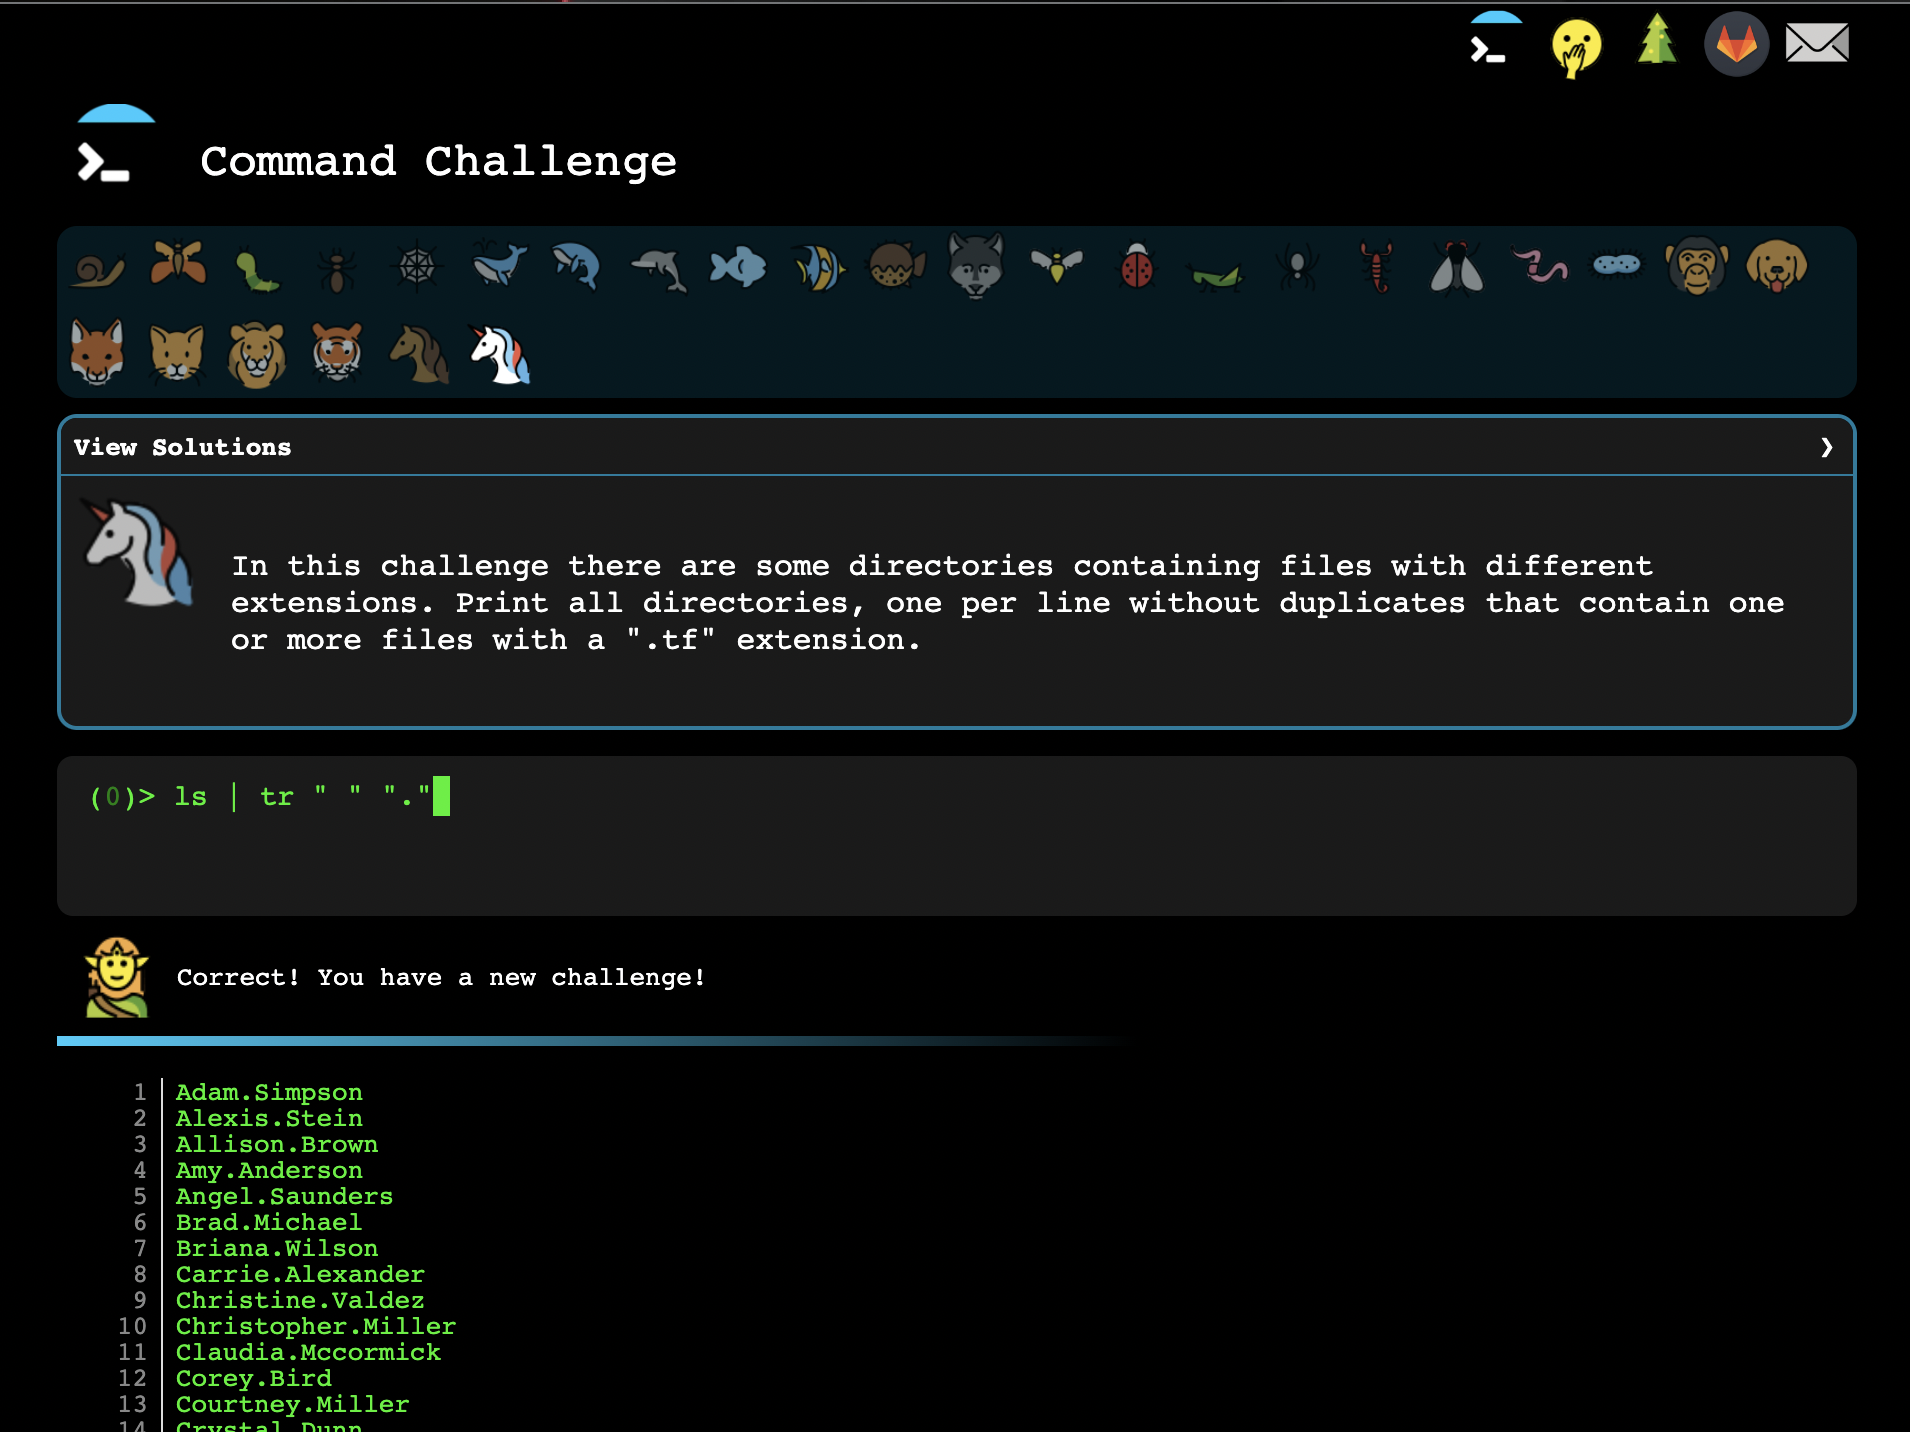 Command Challenge
View Solutions
In this challenge there are some directories containing files with different
extensions. Print all directories, one per line without duplicates that contain one
or more files with a ".tf" extension.
(0)> ls | tr " " "."
Correct! You have a new challenge!
1 Adam.Simpson
2 Alexis.Stein
3 Allison.Brown
4 Amy.Anderson
5 Angel.Saunders
6 Brad.Michael
7 Briana.Wilson
8 Carrie.Alexander
9 Christine.Valdez
10 Christopher.Miller
11 Claudia.Mccormick
12 Corey.Bird
13 Courtney.Miller
14 Crystal.Dunn